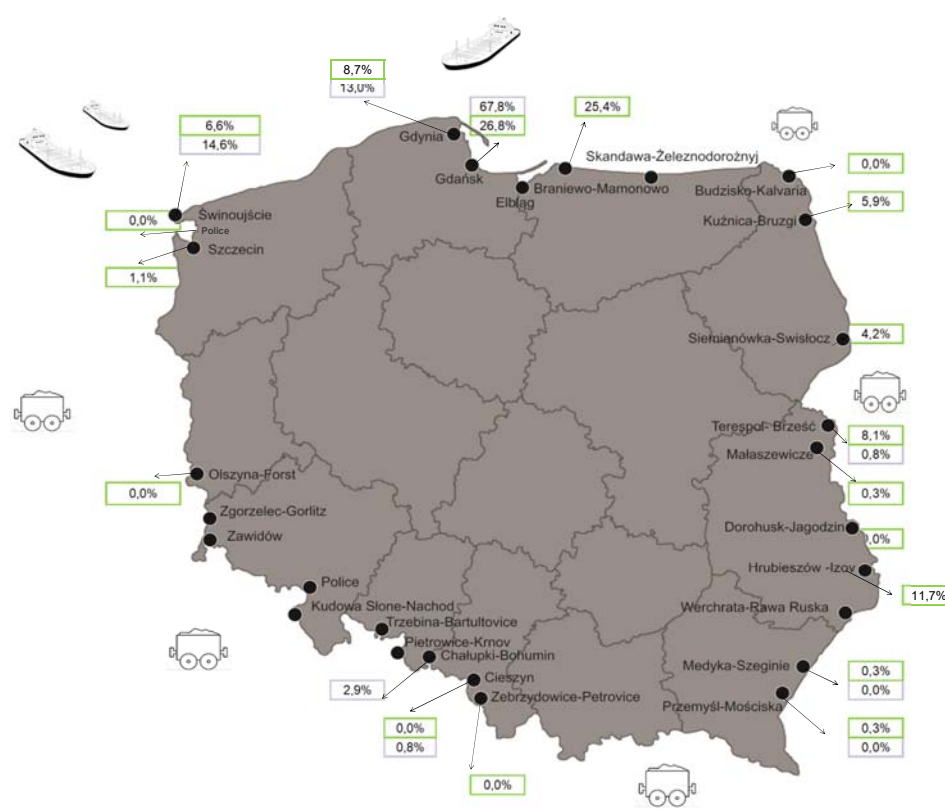 8,7%
13,0%
67,8%
26,8%
25,4%
6,6%
14,6%
Gdynia
Gdańsk
Elbląg
Braniewo-Mamonowo
Skandawa-Żeleznodorożnyj
Budzisko-Kalvaria
0,0%
Kuźnica-Bruzgi
5,9%
Świnoujście
0,0%
Police
Szczecin
1,1%
Siemianówka-Swisłocz
4,2%
Terespol- Brześć
8,1%
0,8%
Małaszewicze
0,3%
Olszyna-Forst
0,0%
Zgorzelec-Gorlitz
Zawidów
Dorohusk-Jagodzin
0,0%
Hrubieszów -Izov
11,7%
Police
Kudowa Słone-Nachod
Trzebina-Bartultovice
Pietrowice-Krnov
Chałupki-Bohumin
2,9%
Cieszyn
0,0%
0,8%
Zebrzydowice-Petrovice
0,0%
Werchrata-Rawa Ruska
Medyka-Szeginie
0,3%
0,0%
Przemyśl-Mościska
0,3%
0,0%